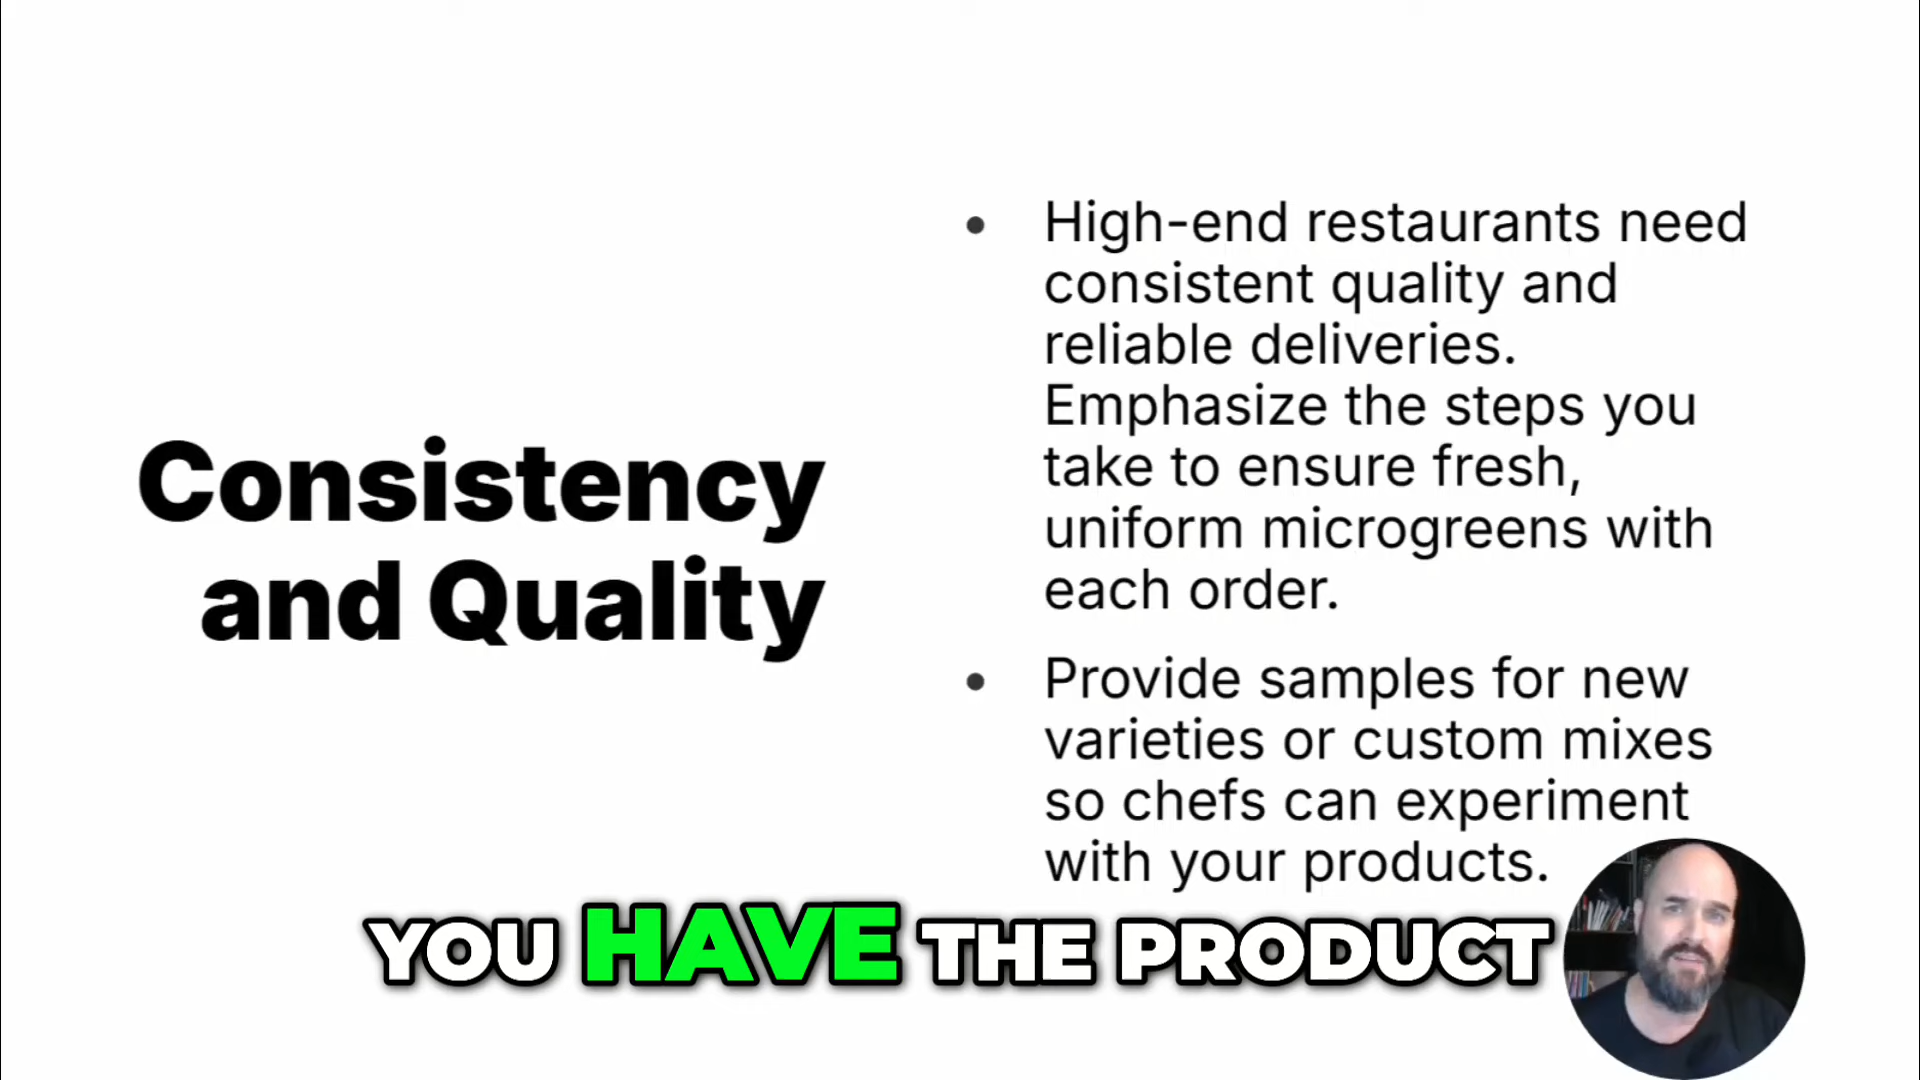 Consistency
and Quality
• High-end restaurants need
consistent quality and
reliable deliveries.
Emphasize the steps you
take to ensure fresh,
uniform microgreens with
each order.
• Provide samples for new
varieties or custom mixes
so chefs can experiment
with your products.
YOU HAVE THE PRODUCT